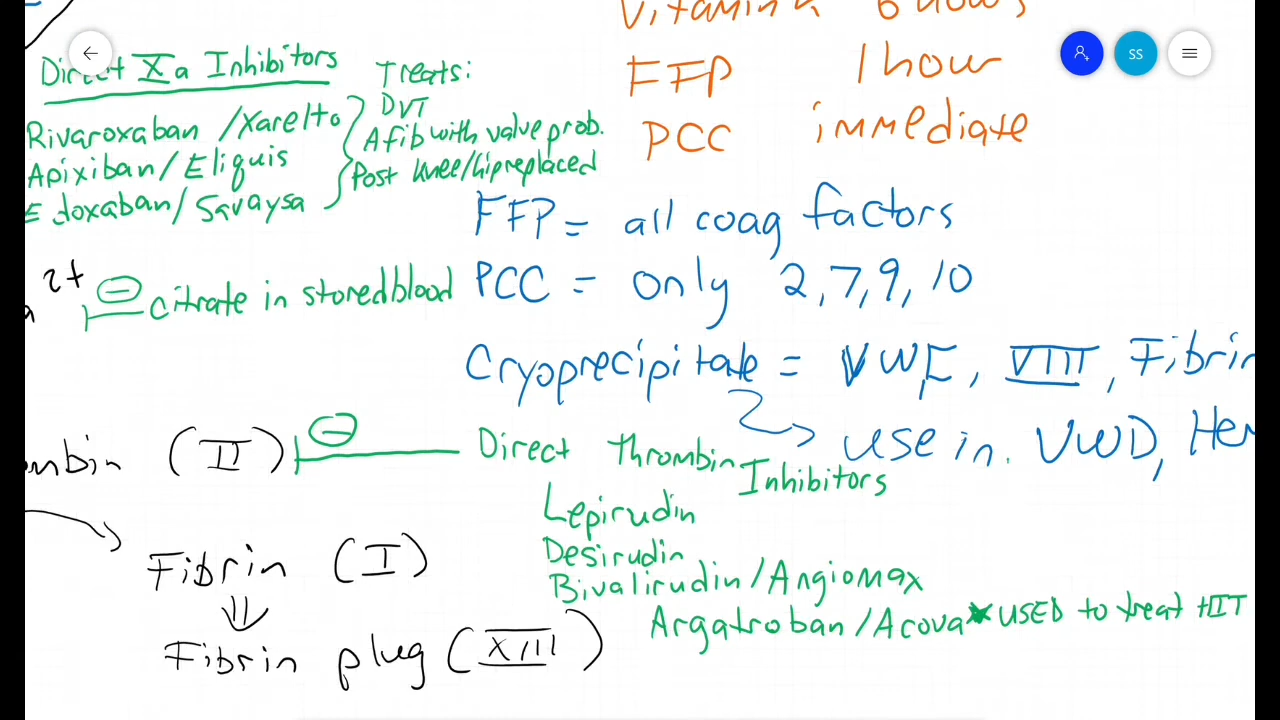 Vitamin K 6 hours
FFP 1 hour
PCC immediate
Direct Xa Inhibitors
Rivaroxaban /Xarelto
Apixiban/Eliquis
Edoxaban/Savaysa
Treats:
DVT
Afib with valve prob.
Post knee/hip replaced
FFP = all coag factors
PCC = only 2,7,9,10
2+
citrate in stored blood
Cryoprecipitate = VWF, VIII, Fibrin
use in. VWD, Hem
ombin (II)
Direct Thrombin Inhibitors
Lepirudin
Desirudin
Bivalirudin/Angiomax
Argatroban/Acova * USED to treat HIT
Fibrin (I)
Fibrin plug (XIII)
SS